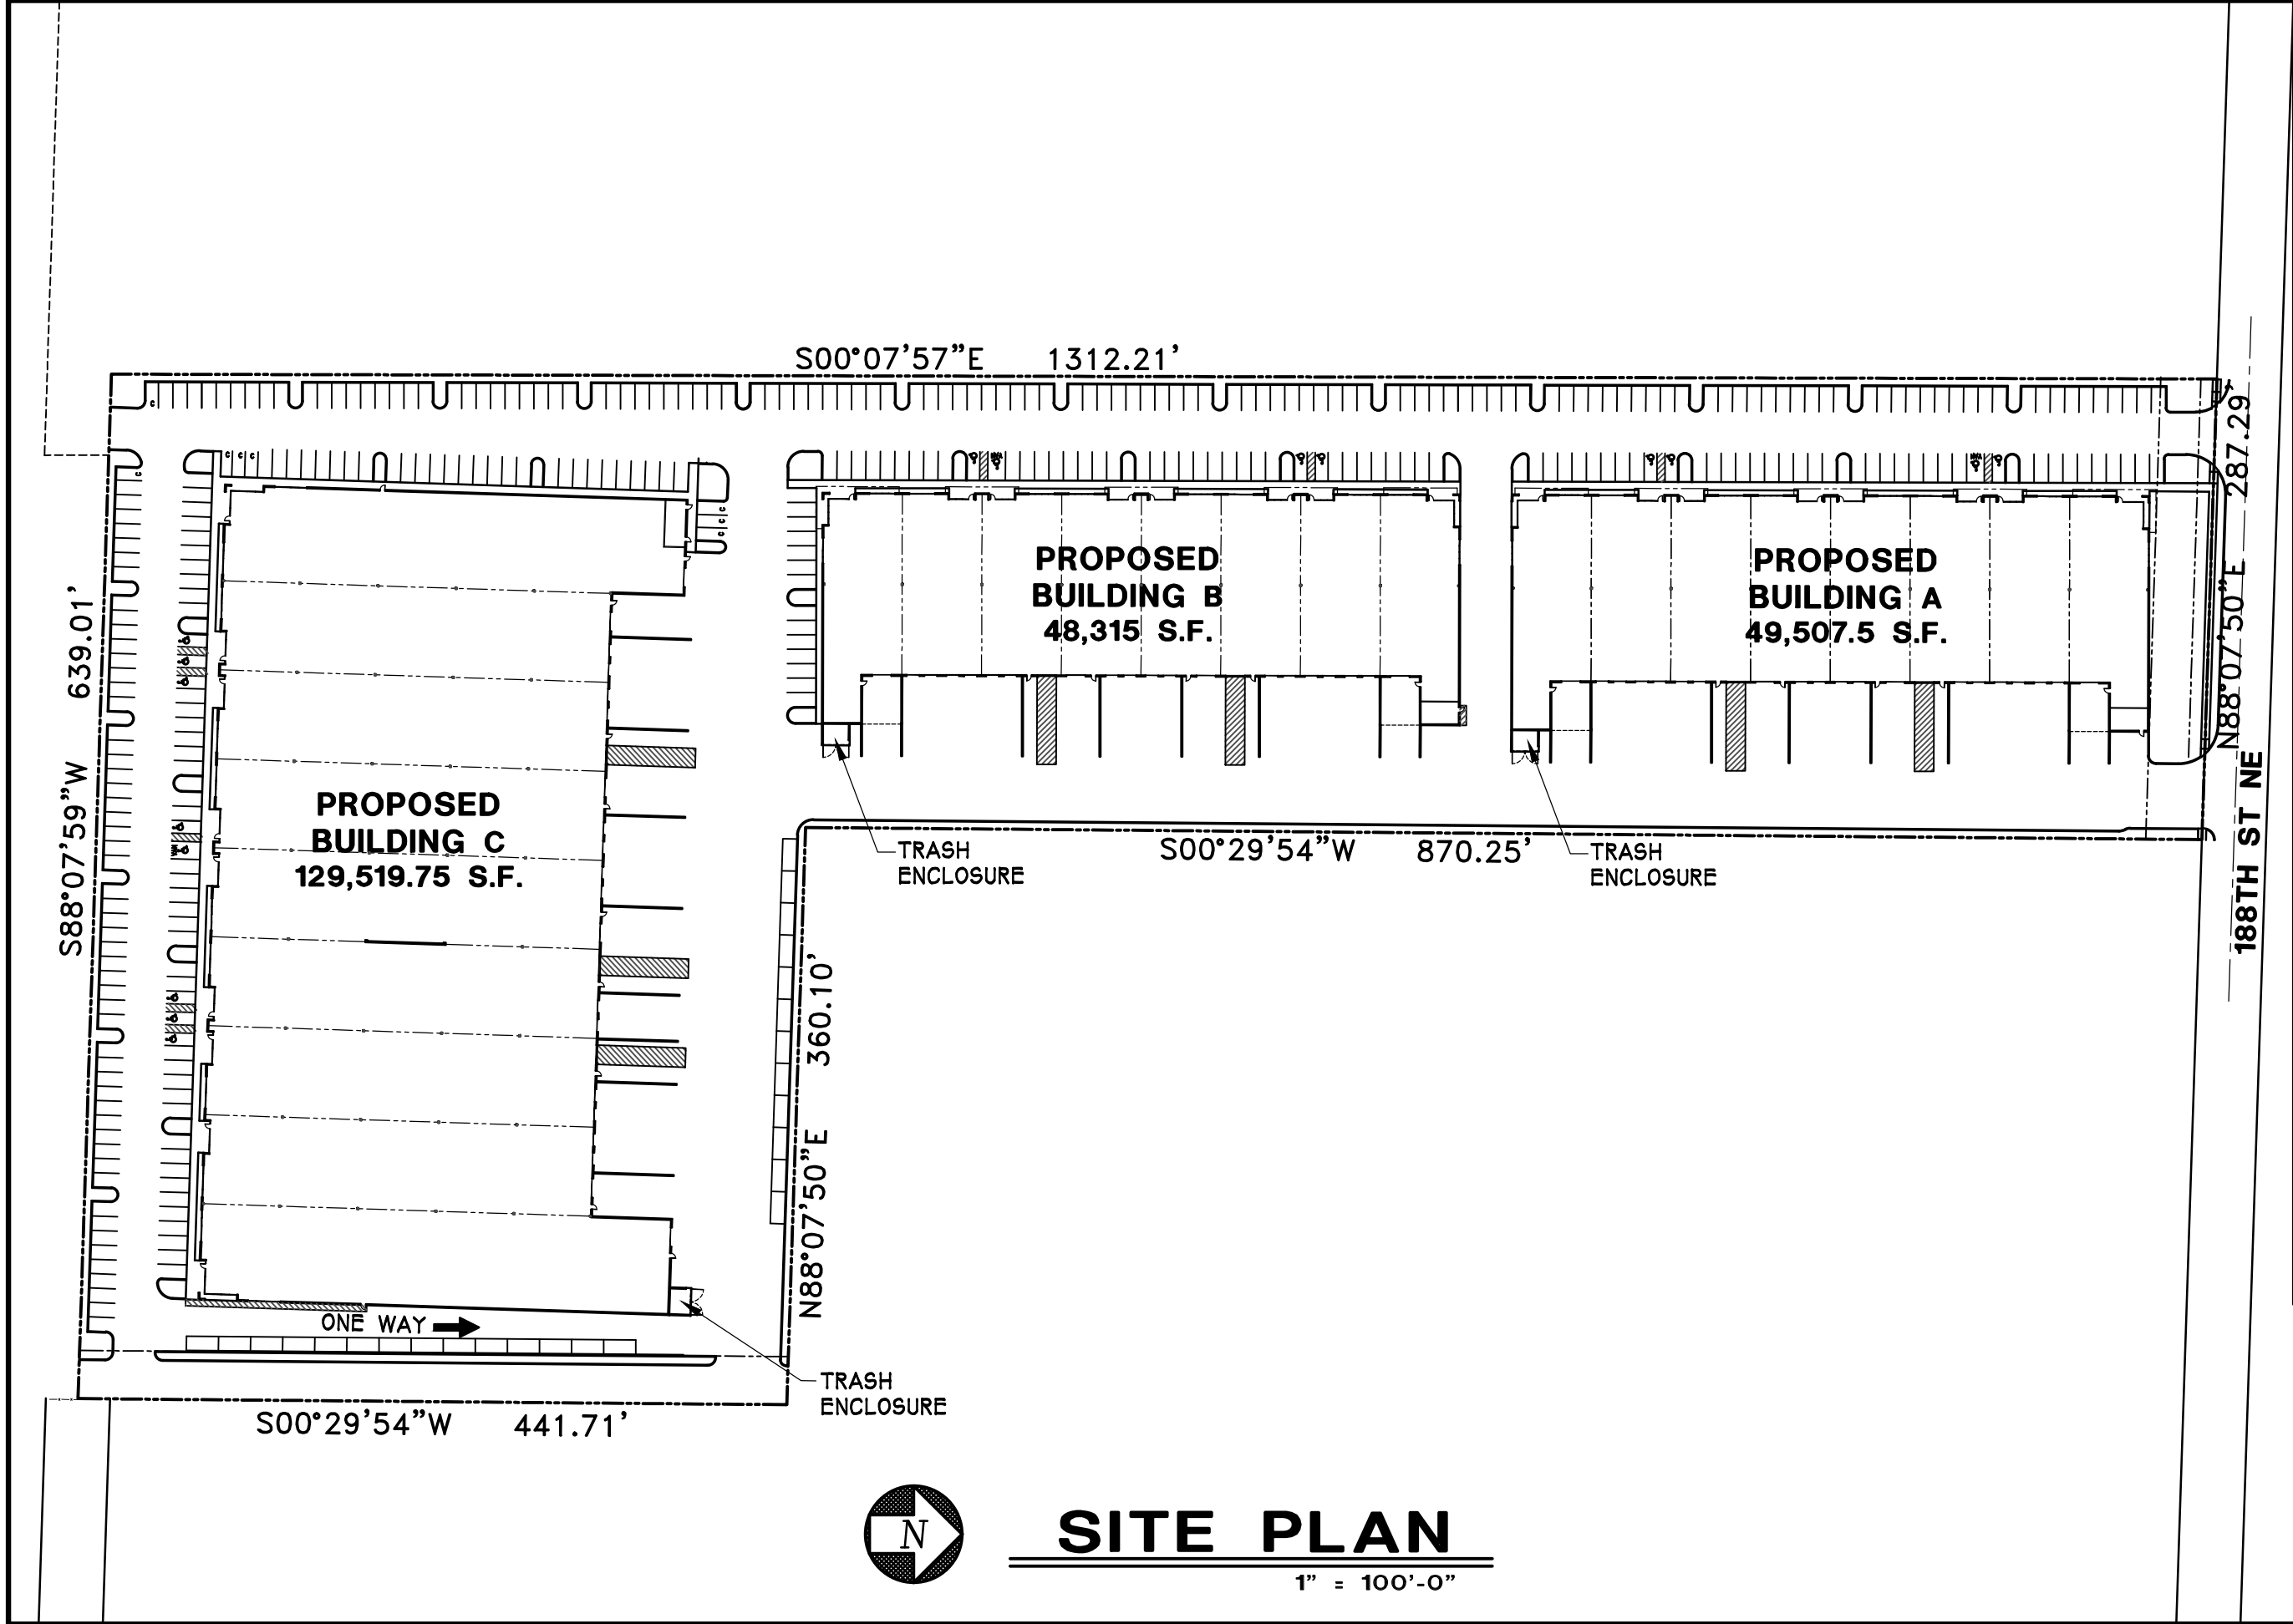 S00°07'57"E 1312.21'
N88°07'50"E 287.29
188TH ST NE
PROPOSED
BUILDING B
48,315 S.F.
PROPOSED
BUILDING A
49,507.5 S.F.
S88°07'59"W 639.01'
PROPOSED
BUILDING C
129,519.75 S.F.
TRASH
ENCLOSURE
S00°29'54"W 870.25'
TRASH
ENCLOSURE
N88°07'50"E 360.10'
ONE WAY
TRASH
ENCLOSURE
S00°29'54"W 441.71'
N
SITE PLAN
1" = 100'-0"